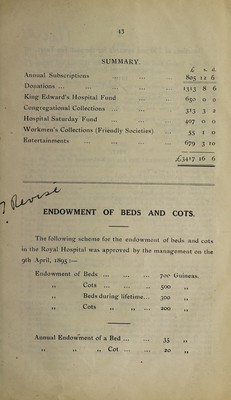 45
SUMMARY.
£ s. d.
Annual Subscriptions ... ... 805 12 6
Donations ... ... ... ... 1313 8 6
King Edward's Hospital Fund ... 650 0 0
Congregational Collections ... ... 313 3 2
Hospital Saturday Fund ... ... 407 0 0
Workmen's Collections (Friendly Societies) ... 55 1 0
Entertainments ... ... ... 679 3 10
£3417 16 6
? Revise
ENDOWMENT OF BEDS AND COTS.
The following scheme for the endowment of beds and cots
in the Royal Hospital was approved by the management on the
9th April, 1895 :—
Endowment of Beds ... ... ... 700 Guineas.
,, Cots ... ... ... 500 ,,
,, Beds during lifetime... 300 ,,
,, Cots ,, ,, ... 200 ,,
Annual Endowment of a Bed ... ... 35 ,,
,, ,, ,, Cot ... ... 20 ,,